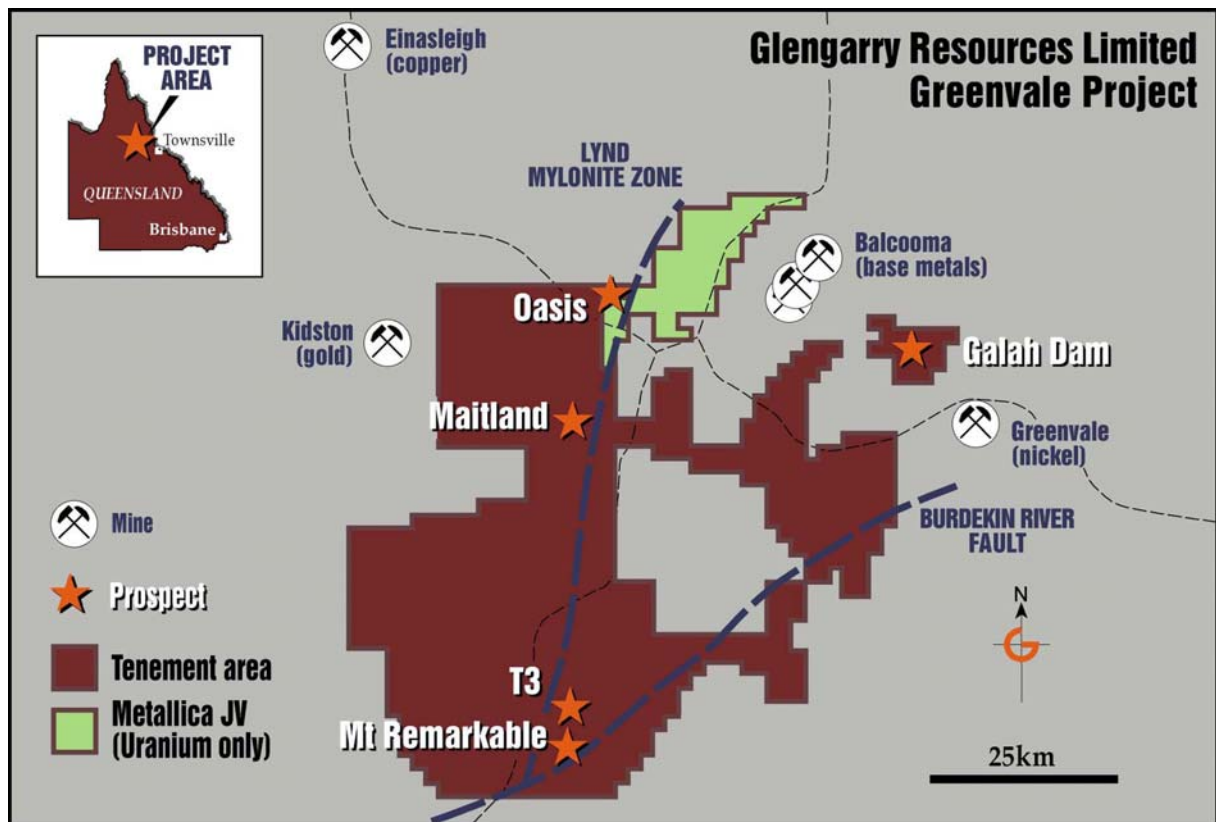 Glengarry Resources Limited
Greenvale Project
PROJECT
AREA
Townsville
QUEENSLAND
Brisbane
Einasleigh
(copper)
LYND
MYLONITE ZONE
Balcooma
(base metals)
Oasis
Kidston
(gold)
Galah Dam
Maitland
Greenvale
(nickel)
BURDEKIN RIVER
FAULT
Mine
Prospect
Tenement area
Metallica JV
(Uranium only)
T3
Mt Remarkable
N
G
25km